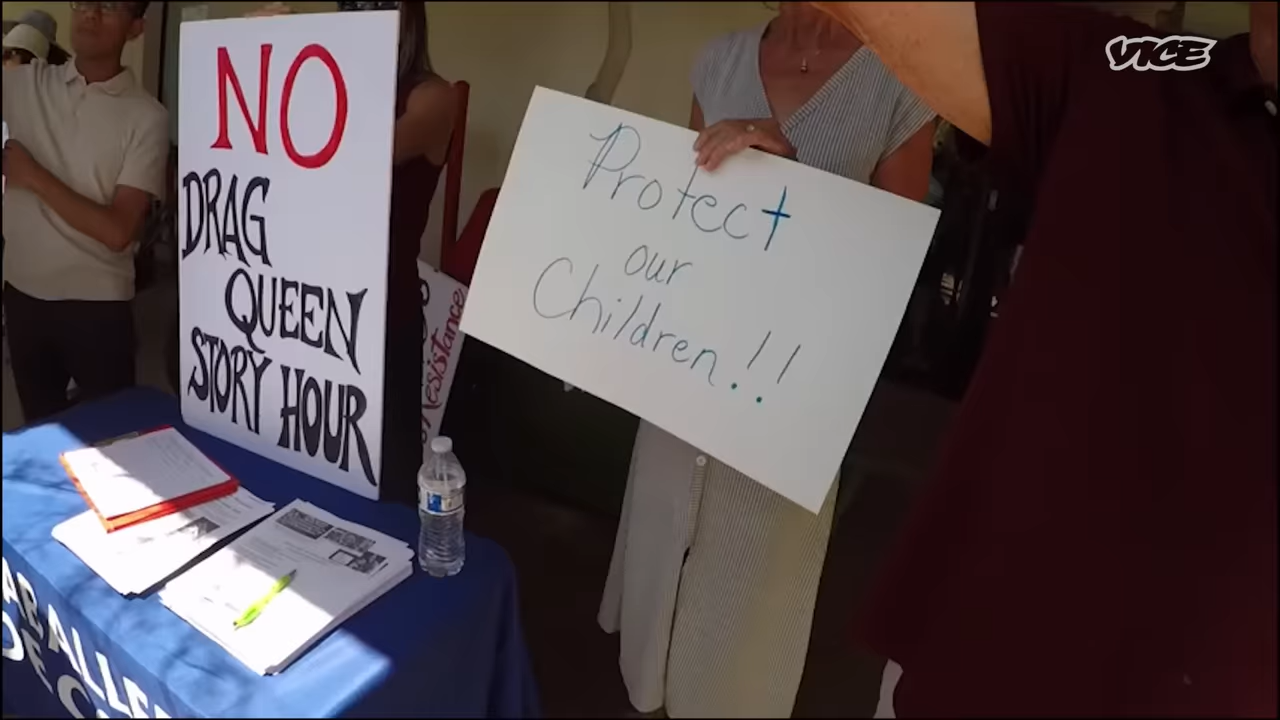 VICE
NO
DRAG
QUEEN
STORY HOUR
Protect
our
Children!!
Resistance